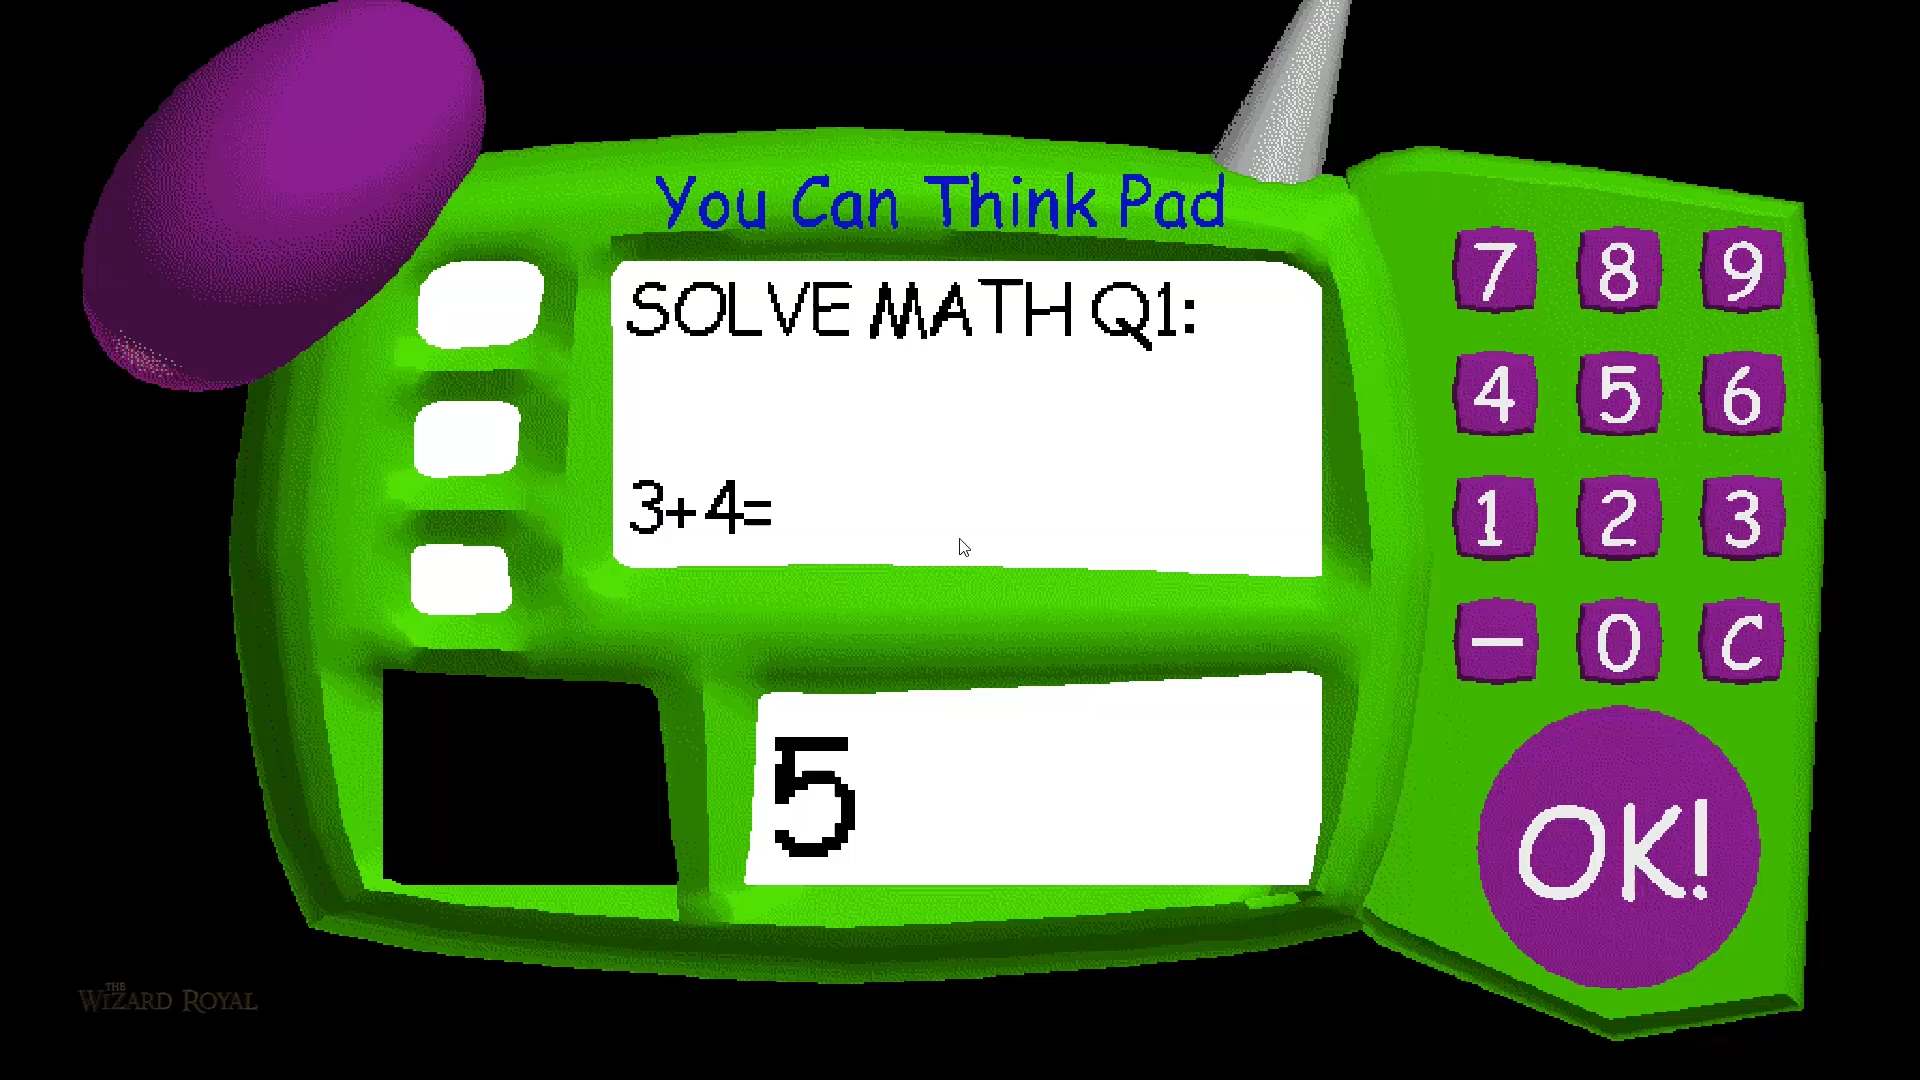 You Can Think Pad
SOLVE MATH Q1:
3+4=
5
7 8 9
4 5 6
1 2 3
— 0 C
OK!
THE
WIZARD ROYAL